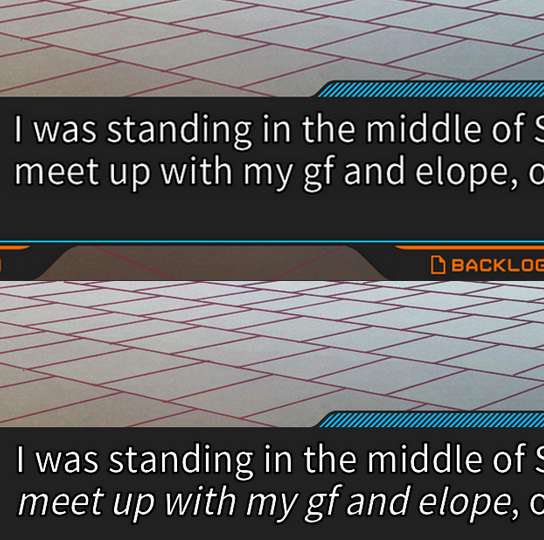 I was standing in the middle of S
meet up with my gf and elope, o
BACKLOG
I was standing in the middle of S
meet up with my gf and elope, o